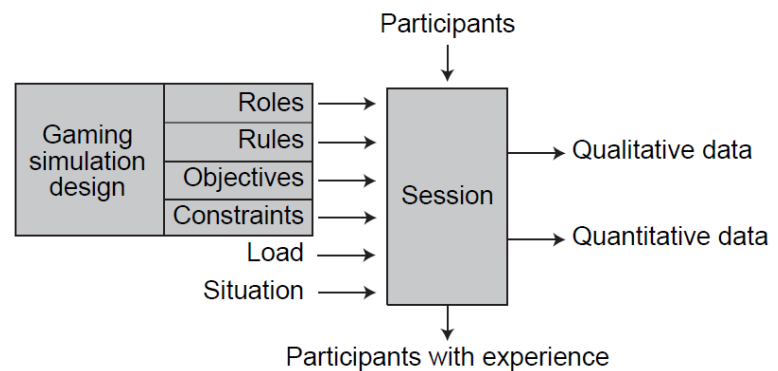 Participants
Gaming
simulation
design
Roles
Rules
Objectives
Constraints
Load
Situation
Session
Qualitative data
Quantitative data
Participants with experience